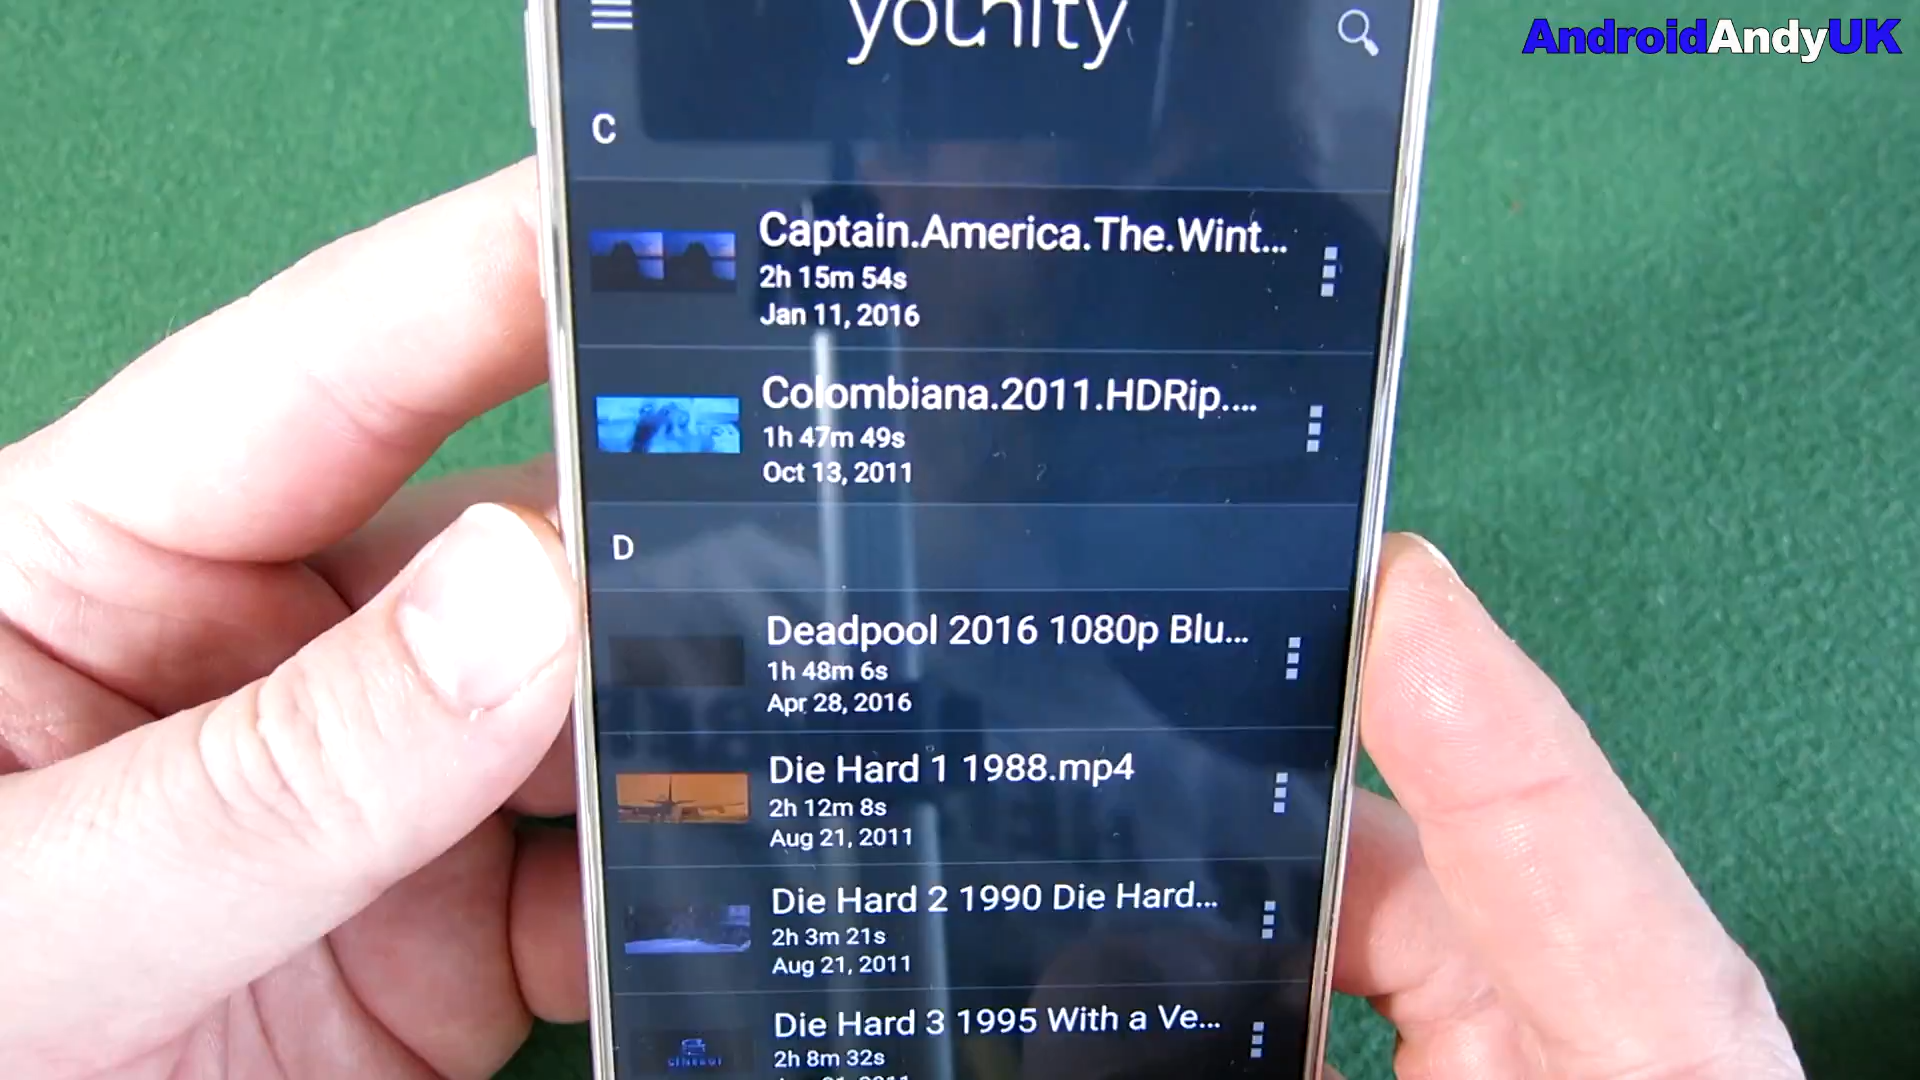 younity
AndroidAndyUK
C
Captain.America.The.Wint...
2h 15m 54s
Jan 11, 2016
Colombiana.2011.HDRip....
1h 47m 49s
Oct 13, 2011
D
Deadpool 2016 1080p Blu...
1h 48m 6s
Apr 28, 2016
Die Hard 1 1988.mp4
2h 12m 8s
Aug 21, 2011
Die Hard 2 1990 Die Hard...
2h 3m 21s
Aug 21, 2011
Die Hard 3 1995 With a Ve...
2h 8m 32s